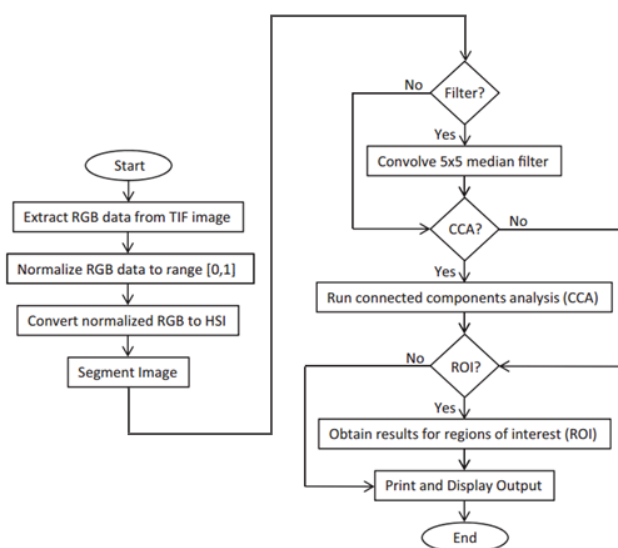 Start
Extract RGB data from TIF image
Normalize RGB data to range [0,1]
Convert normalized RGB to HSI
Segment Image
Filter?
No
Yes
Convolve 5x5 median filter
CCA?
No
Yes
Run connected components analysis (CCA)
ROI?
No
Yes
Obtain results for regions of interest (ROI)
Print and Display Output
End